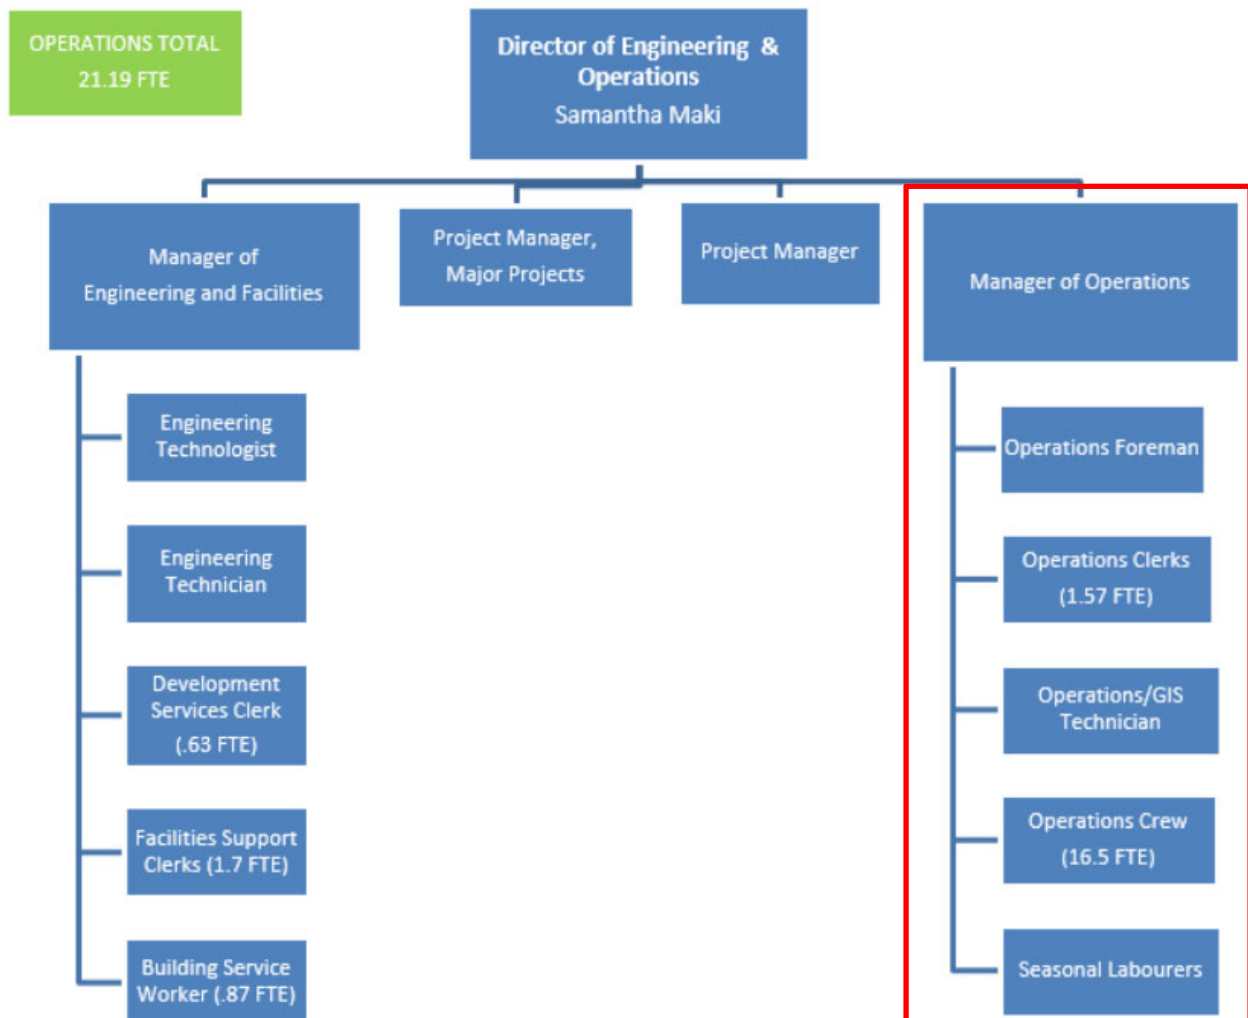 OPERATIONS TOTAL
21.19 FTE
Director of Engineering &
Operations
Samantha Maki
Manager of
Engineering and Facilities
Project Manager,
Major Projects
Project Manager
Manager of Operations
Engineering
Technologist
Engineering
Technician
Development
Services Clerk
(.63 FTE)
Facilities Support
Clerks (1.7 FTE)
Building Service
Worker (.87 FTE)
Operations Foreman
Operations Clerks
(1.57 FTE)
Operations/GIS
Technician
Operations Crew
(16.5 FTE)
Seasonal Labourers